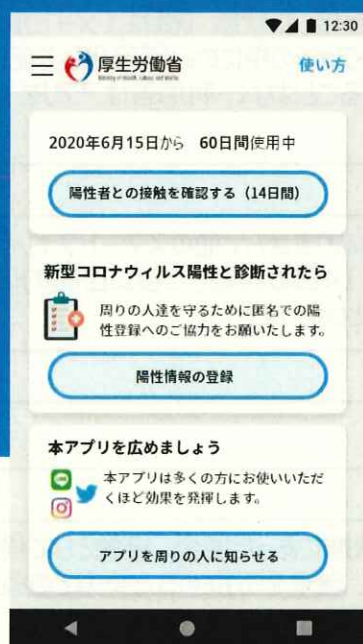 12:30
厚生労働省
Ministry of Health, Labour and Welfare
使い方
2020年6月15日から 60日間使用中
陽性者との接触を確認する（14日間）
新型コロナウィルス陽性と診断されたら
周りの人達を守るために匿名での陽
性登録へのご協力をお願いいたします。
陽性情報の登録
本アプリを広めましょう
本アプリは多くの方にお使いいただ
くほど効果を発揮します。
アプリを周りの人に知らせる